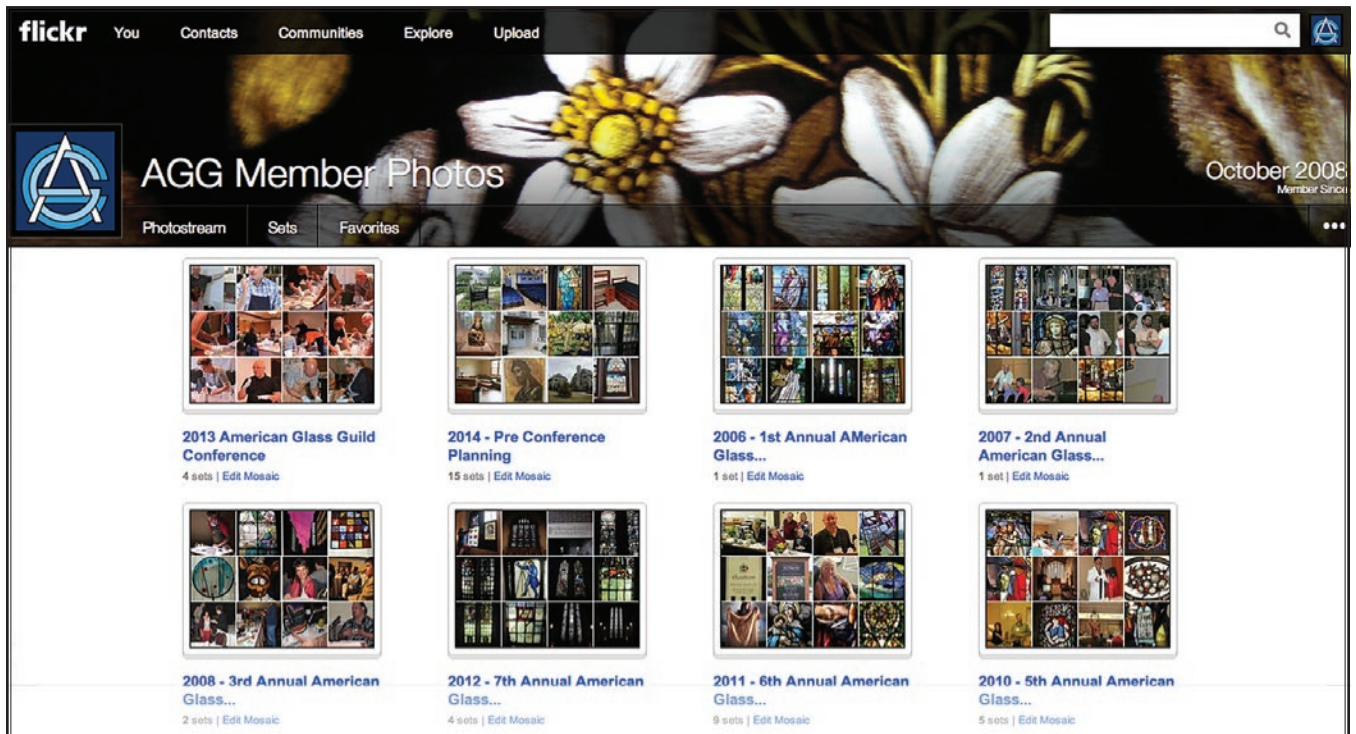 flickr You Contacts Communities Explore Upload
AGG Member Photos
October 2008
Member Since
Photostream Sets Favorites
2013 American Glass Guild
Conference
4 sets | Edit Mosaic
2014 - Pre Conference
Planning
15 sets | Edit Mosaic
2006 - 1st Annual AMerican
Glass...
1 set | Edit Mosaic
2007 - 2nd Annual
American Glass...
1 set | Edit Mosaic
2008 - 3rd Annual American
Glass...
2 sets | Edit Mosaic
2012 - 7th Annual American
Glass...
4 sets | Edit Mosaic
2011 - 6th Annual American
Glass...
9 sets | Edit Mosaic
2010 - 5th Annual American
Glass...
5 sets | Edit Mosaic